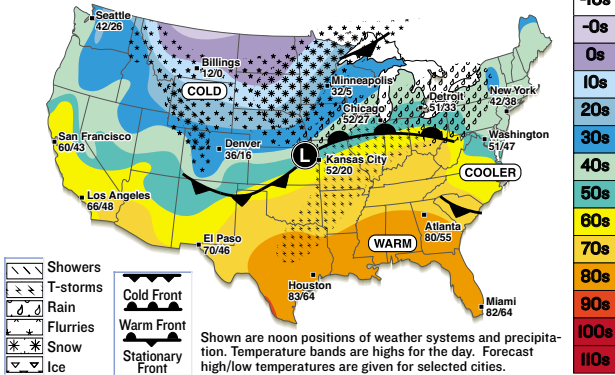 Seattle
42/26
Billings
12/0
COLD
Minneapolis
32/5
Chicago
52/27
Detroit
51/33
New York
42/38
San Francisco
60/43
Denver
36/16
L
Kansas City
52/20
Washington
51/47
COOLER
Los Angeles
66/48
El Paso
70/46
WARM
Atlanta
80/55
Houston
83/64
Miami
82/64
Showers
T-storms
Rain
Flurries
Snow
Ice
Cold Front
Warm Front
Stationary
Front
Shown are noon positions of weather systems and precipita-
tion. Temperature bands are highs for the day. Forecast
high/low temperatures are given for selected cities.
-10s
-0s
0s
10s
20s
30s
40s
50s
60s
70s
80s
90s
100s
110s